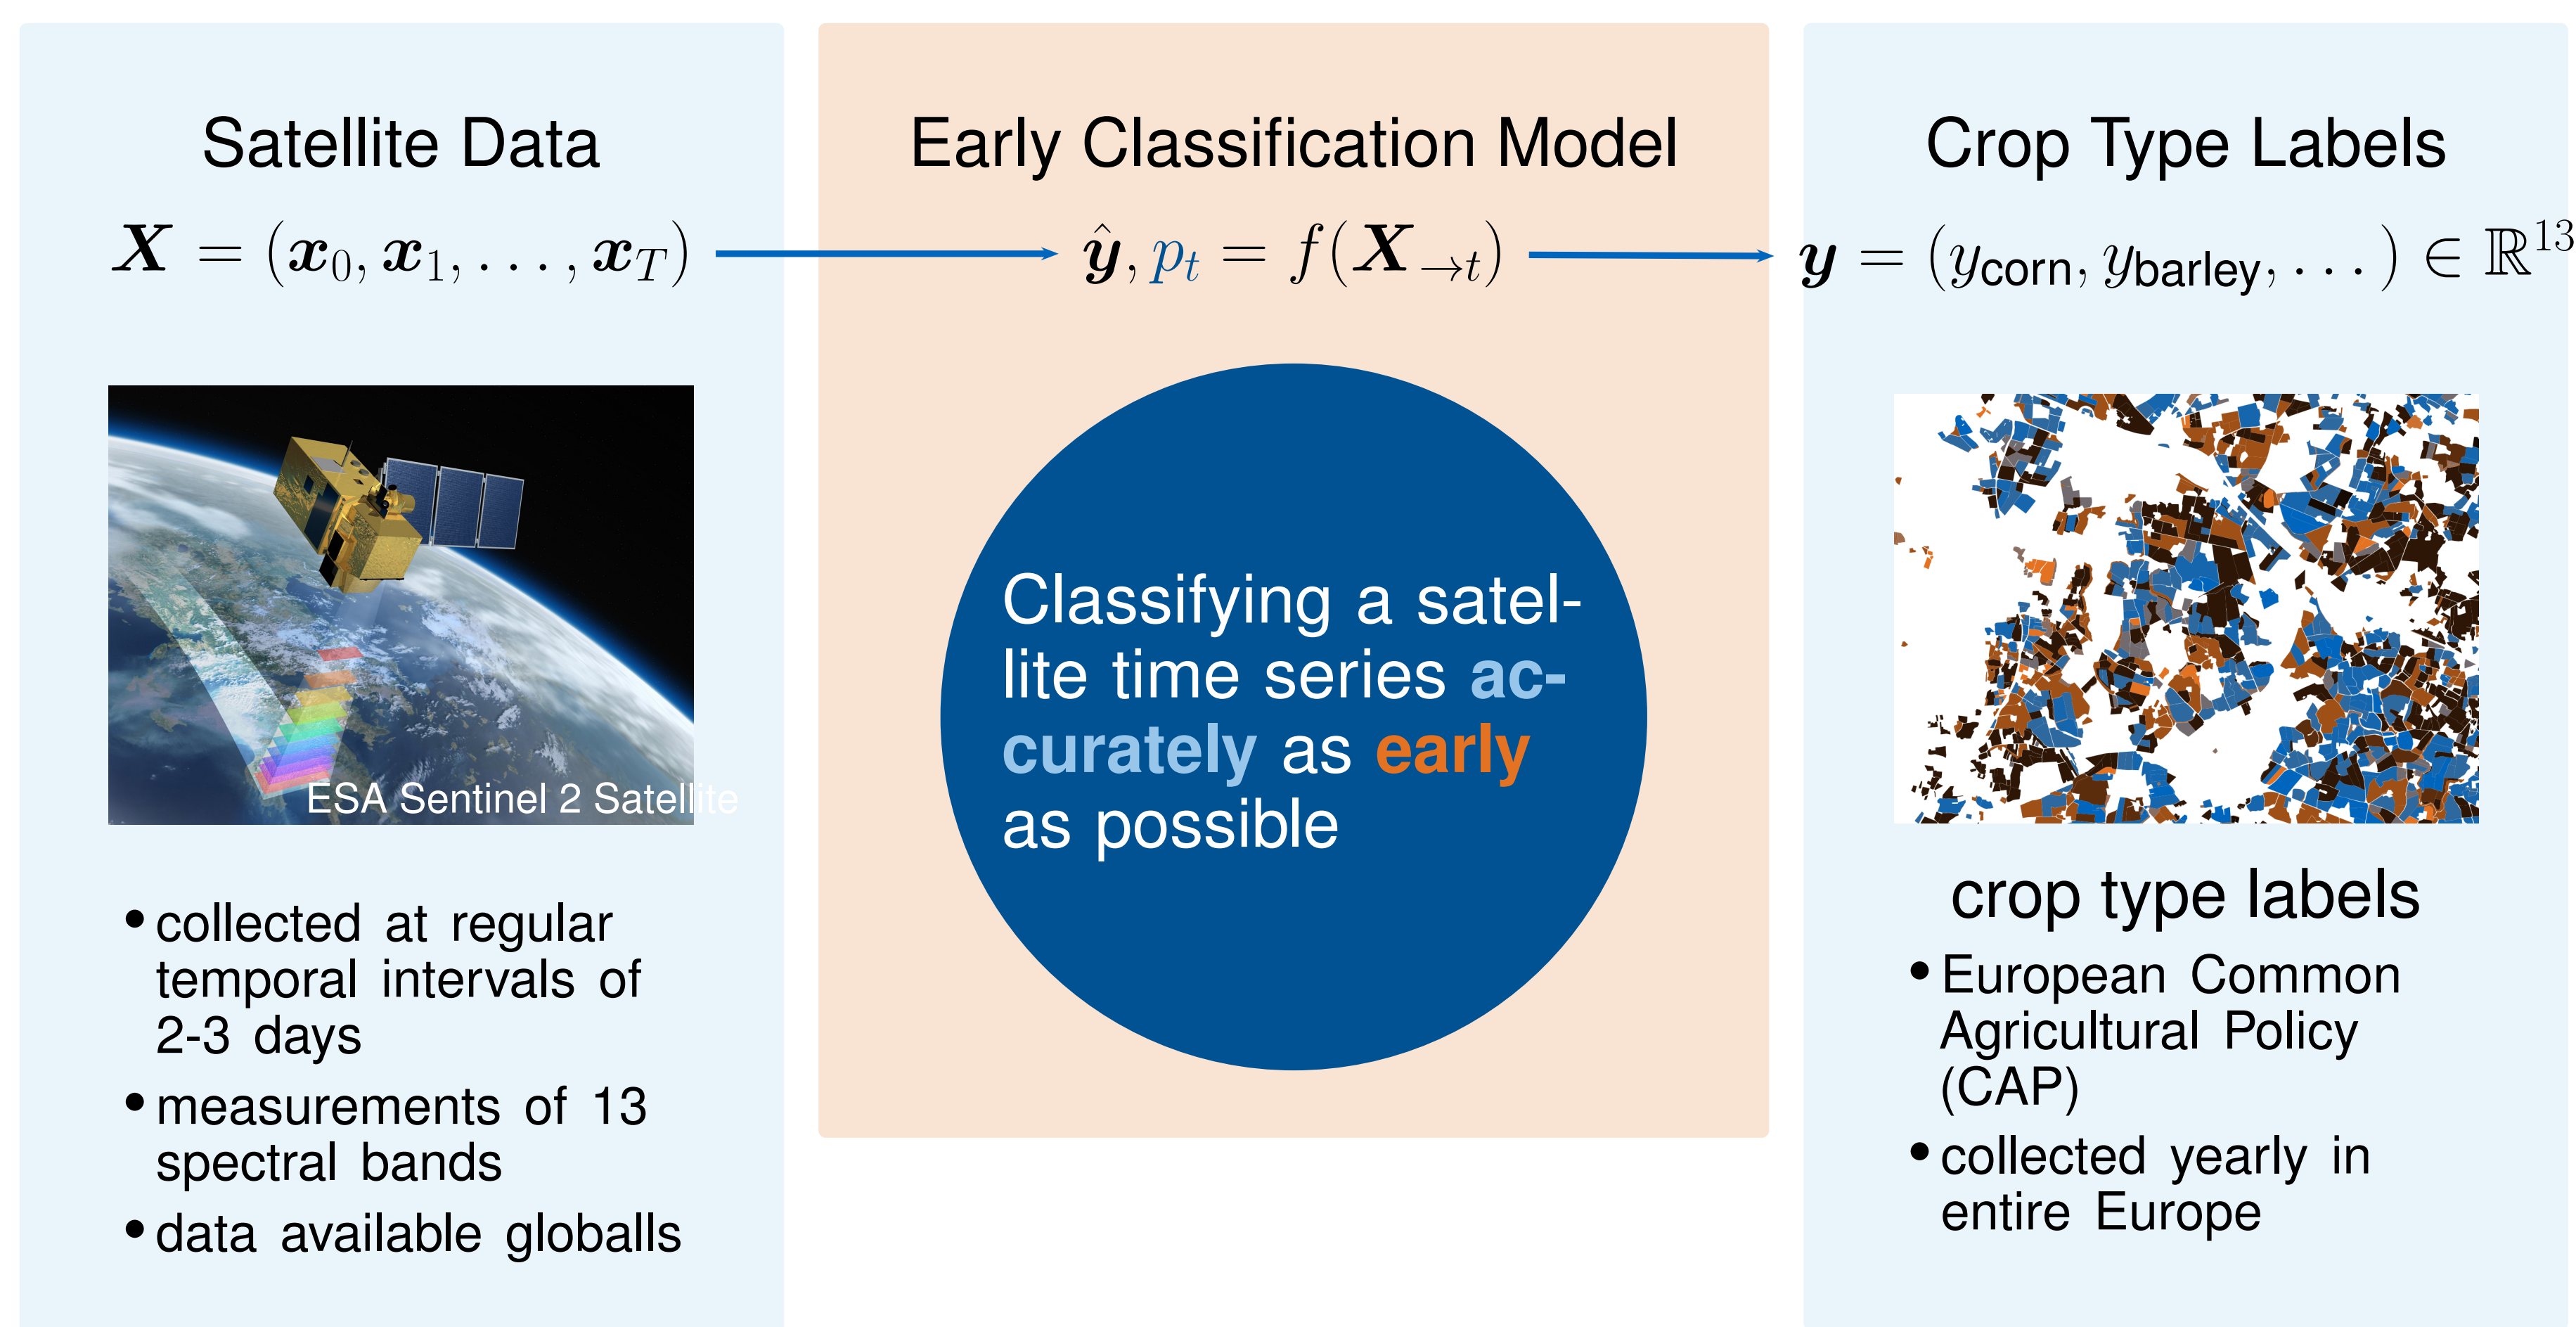 Satellite Data
X = (x₀, x₁, . . . , x_T)
ESA Sentinel 2 Satellite
• collected at regular
temporal intervals of
2-3 days
• measurements of 13
spectral bands
• data available globalls
Early Classification Model
ŷ, pₜ = f(X→ₜ)
Classifying a satel-
lite time series ac-
curately as early
as possible
Crop Type Labels
y = (y_corn, y_barley, . . . ) ∈ ℝ¹³
crop type labels
• European Common
Agricultural Policy
(CAP)
• collected yearly in
entire Europe